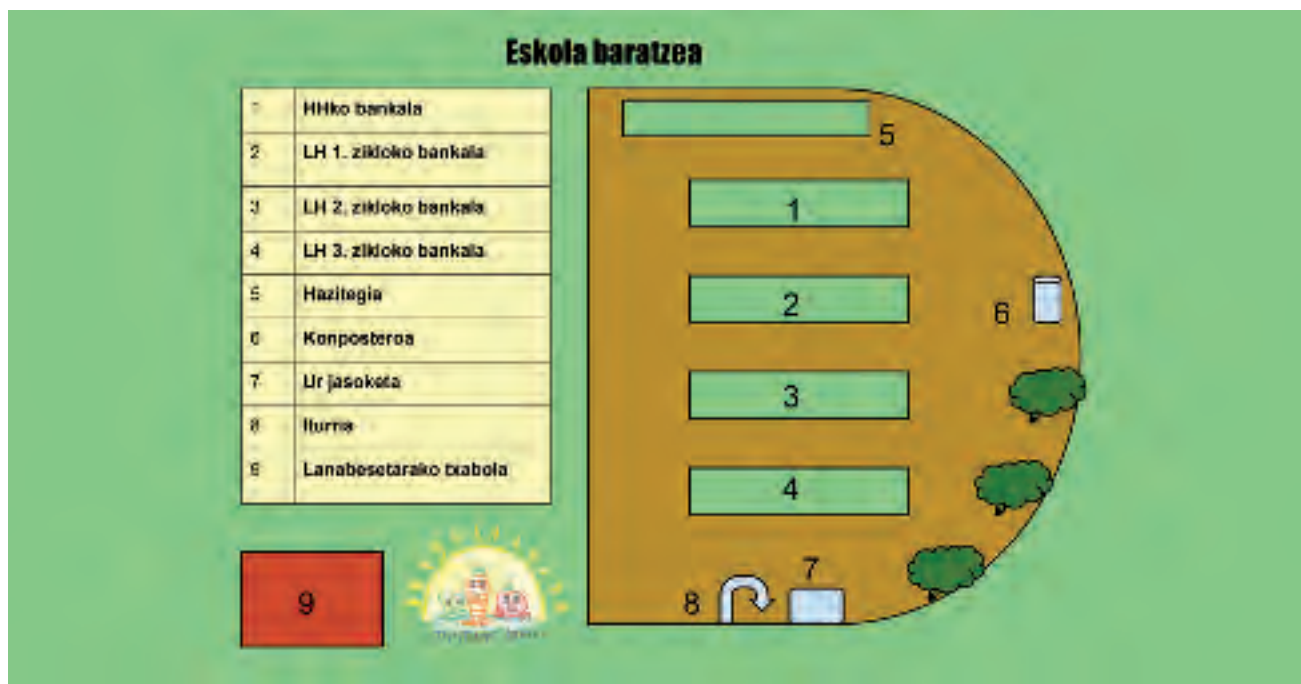 Eskola baratzea
1 HHko bankala
2 LH 1. zikloko bankala
3 LH 2. zikloko bankala
4 LH 3. zikloko bankala
5 Hazitegia
6 Konposteroa
7 Ur jasoketa
8 Iturria
9 Lanabesetarako txabola
5
1
2
6
3
4
7
8
9